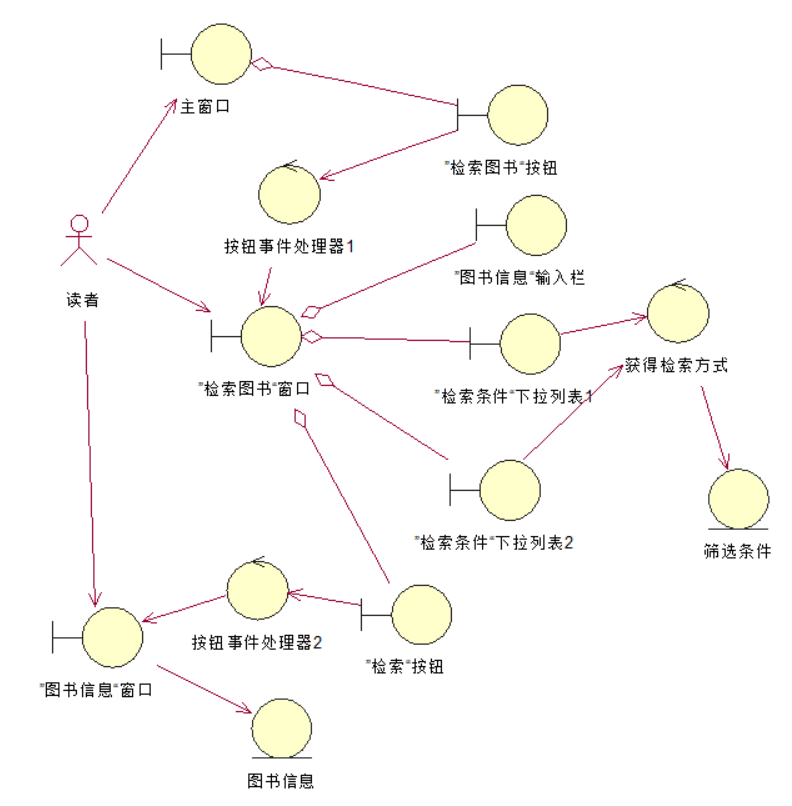 主窗口
"检索图书"按钮
按钮事件处理器1
"图书信息"输入栏
读者
获得检索方式
"检索图书"窗口
"检索条件"下拉列表1
"检索条件"下拉列表2
筛选条件
按钮事件处理器2
"检索"按钮
"图书信息"窗口
图书信息